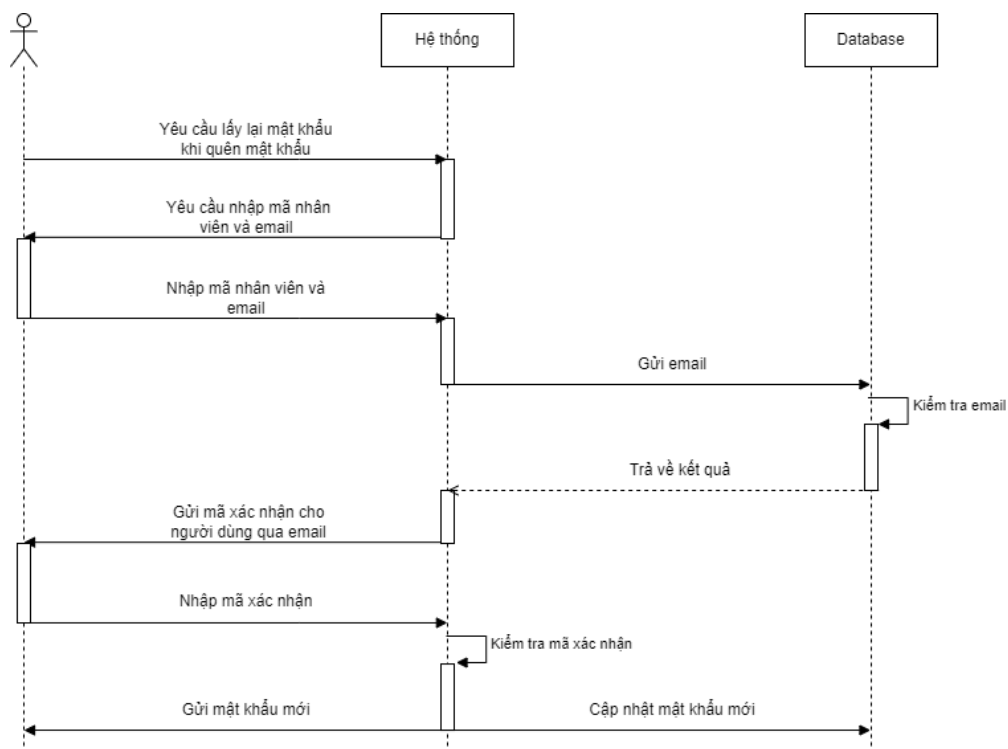 Hệ thống
Database
Yêu cầu lấy lại mật khẩu
khi quên mật khẩu
Yêu cầu nhập mã nhân
viên và email
Nhập mã nhân viên và
email
Gửi email
Kiểm tra email
Trả về kết quả
Gửi mã xác nhận cho
người dùng qua email
Nhập mã xác nhận
Kiểm tra mã xác nhận
Gửi mật khẩu mới
Cập nhật mật khẩu mới